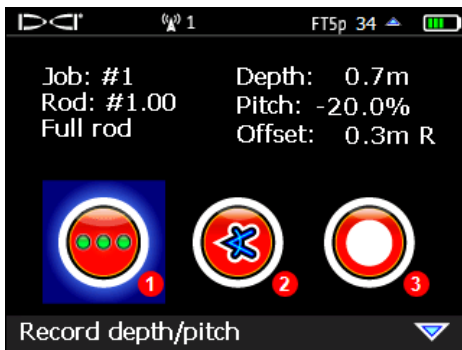 DCI 1 FT5p 34
Job: #1
Rod: #1.00
Full rod
Depth: 0.7m
Pitch: -20.0%
Offset: 0.3m R
1 2 3
Record depth/pitch